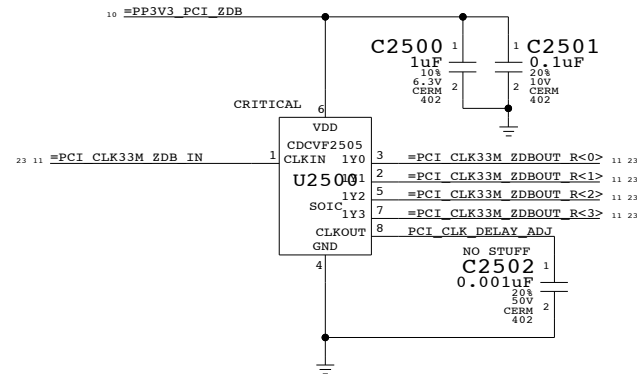 10 =PP3V3_PCI_ZDB
C2500 1
1uF
10%
6.3V
CERM
402
2
1 C2501
0.1uF
20%
10V
CERM
402
2
CRITICAL
6
VDD
CDCVF2505
23 11 =PCI_CLK33M_ZDB_IN 1 CLKIN
1Y0 3 =PCI_CLK33M_ZDBOUT_R<0> 11 23
U2500
1Y1 2 =PCI_CLK33M_ZDBOUT_R<1> 11 23
1Y2 5 =PCI_CLK33M_ZDBOUT_R<2> 11 23
SOIC
1Y3 7 =PCI_CLK33M_ZDBOUT_R<3> 11 23
CLKOUT 8 PCI_CLK_DELAY_ADJ
GND
4
NO STUFF
C2502 1
0.001uF
20%
50V
CERM
402
2